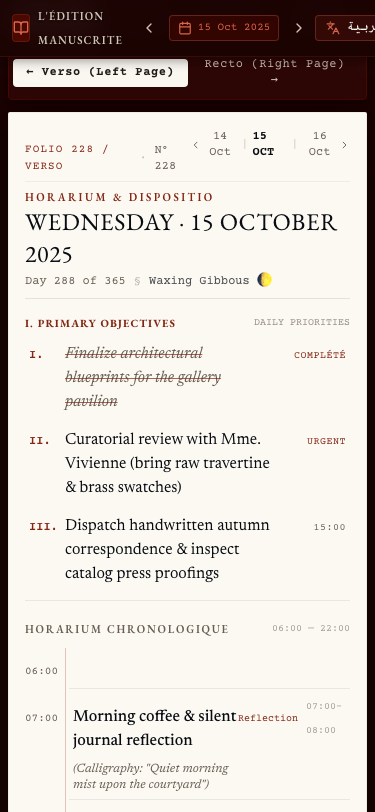 L'ÉDITION
MANUSCRITE
15 Oct 2025
← Verso (Left Page)
Recto (Right Page)
→
FOLIO 228 /
VERSO
· N°
228
14
Oct
15
OCT
16
Oct
HORARIUM & DISPOSITIO
WEDNESDAY · 15 OCTOBER
2025
Day 288 of 365 § Waxing Gibbous
I. PRIMARY OBJECTIVES
DAILY PRIORITIES
I. Finalize architectural
blueprints for the gallery
pavilion
COMPLÉTÉ
II. Curatorial review with Mme.
Vivienne (bring raw travertine
& brass swatches)
URGENT
III. Dispatch handwritten autumn
correspondence & inspect
catalog press proofings
15:00
HORARIUM CHRONOLOGIQUE
06:00 — 22:00
06:00
07:00
Morning coffee & silent
journal reflection
Reflection
07:00–
08:00
(Calligraphy: "Quiet morning
mist upon the courtyard")